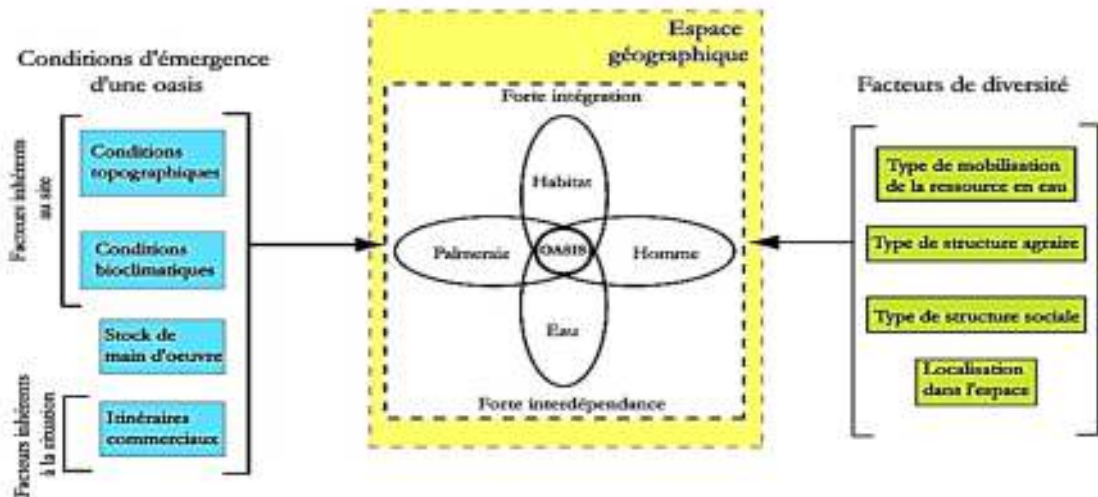 Conditions d'émergence
d'une oasis
Facteurs inhérents
au site
Conditions
topographiques
Conditions
bioclimatiques
Stock de
main d'oeuvre
Facteurs inhérents
à la situation
Itinéraires
commerciaux
Espace
géographique
Forte intégration
Habitat
Palmeraie
OASIS
Homme
Eau
Forte interdépendance
Facteurs de diversité
Type de mobilisation
de la ressource en eau
Type de structure agraire
Type de structure sociale
Localisation
dans l'espace